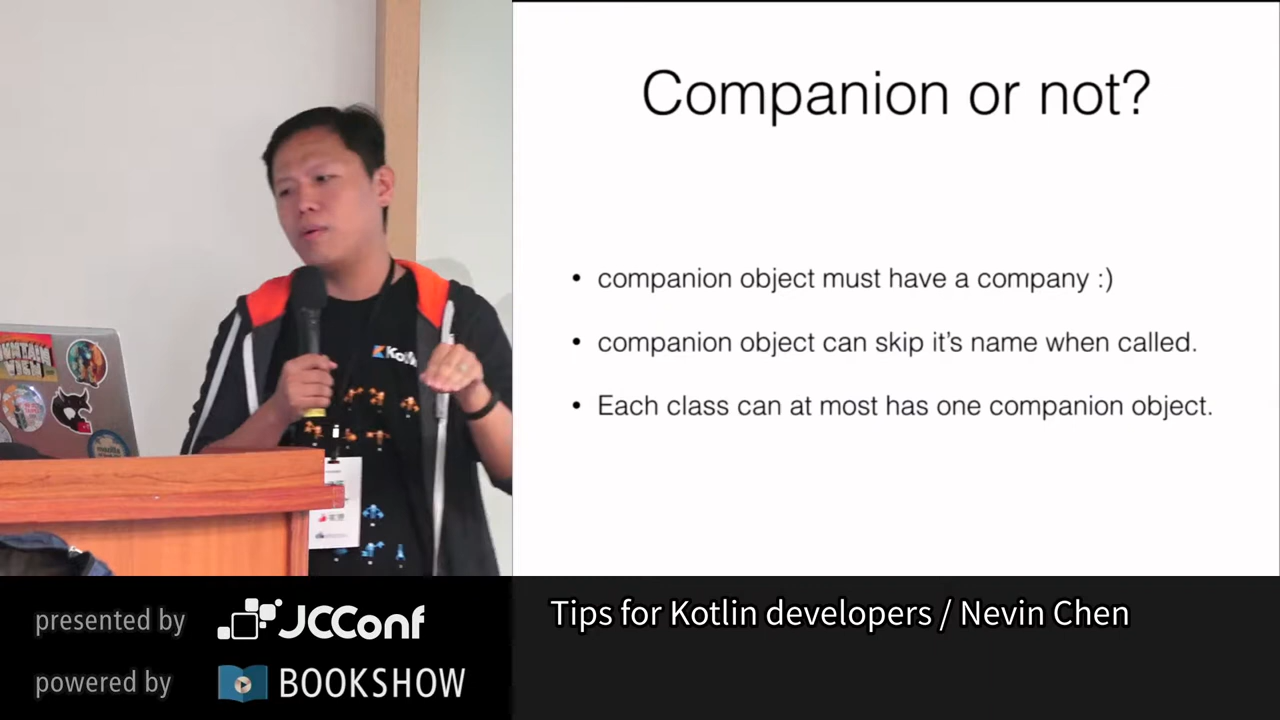 Companion or not?
• companion object must have a company :)
• companion object can skip it's name when called.
• Each class can at most has one companion object.
presented by JCConf
powered by BOOKSHOW
Tips for Kotlin developers / Nevin Chen